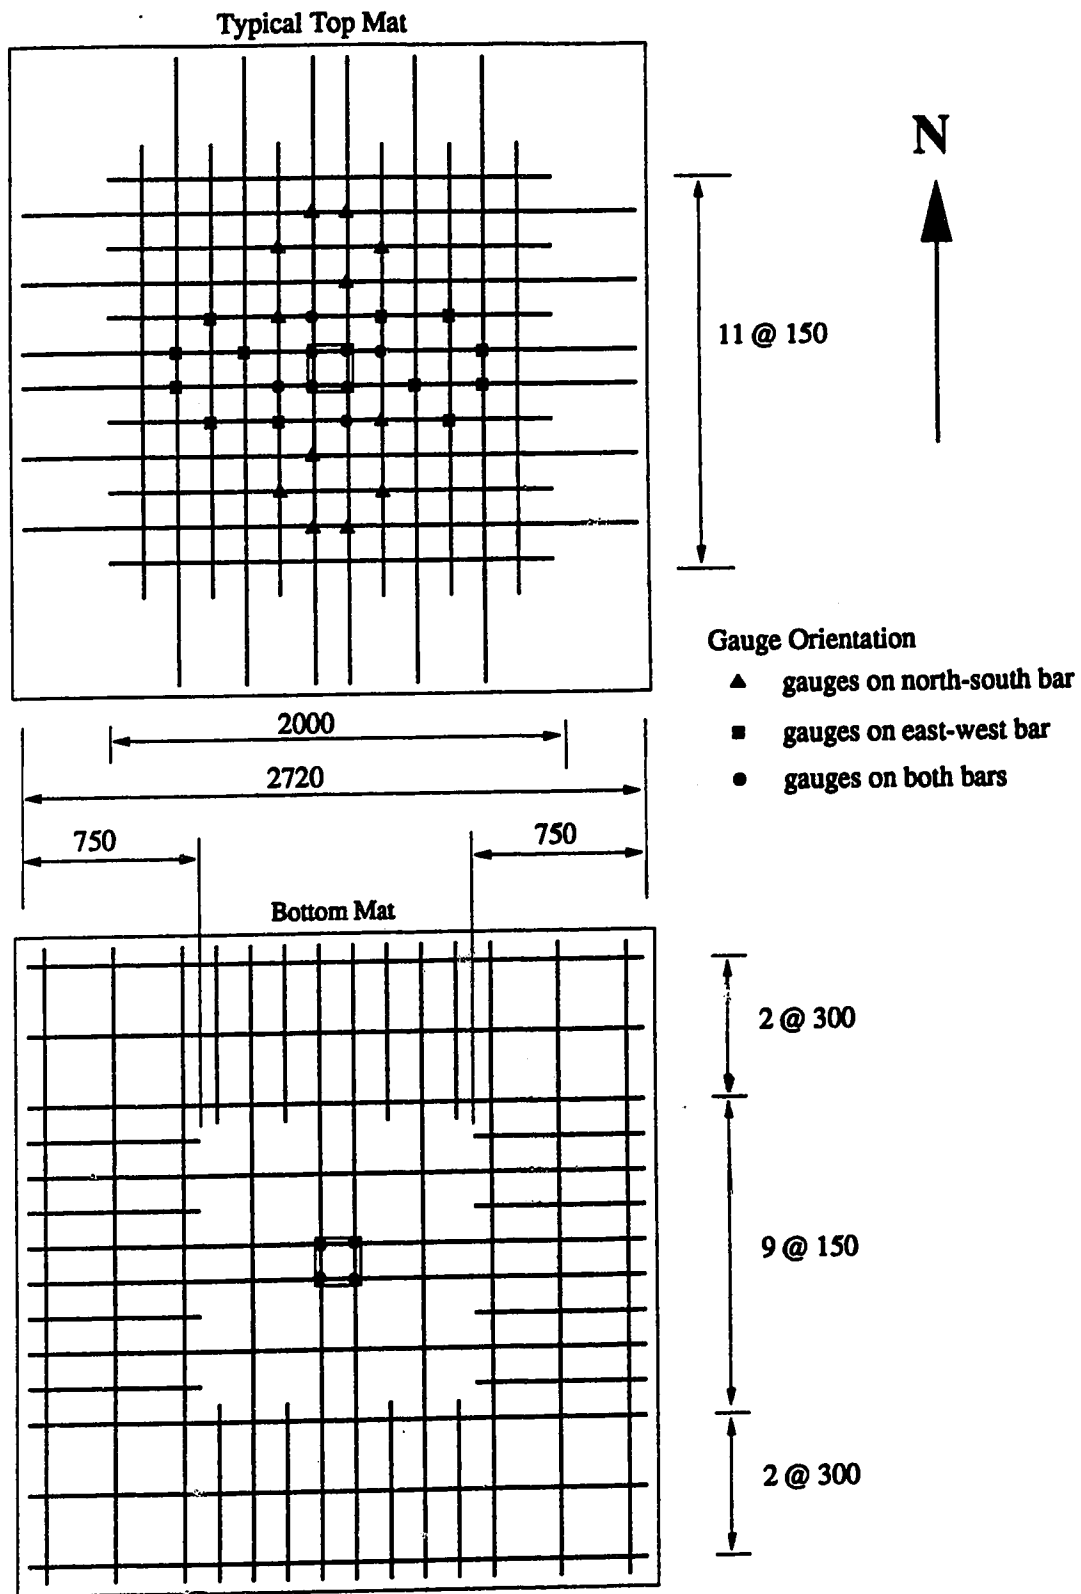 Typical Top Mat
N
11 @ 150
Gauge Orientation
▲ gauges on north-south bar
■ gauges on east-west bar
● gauges on both bars
2000
2720
750
750
Bottom Mat
2 @ 300
9 @ 150
2 @ 300